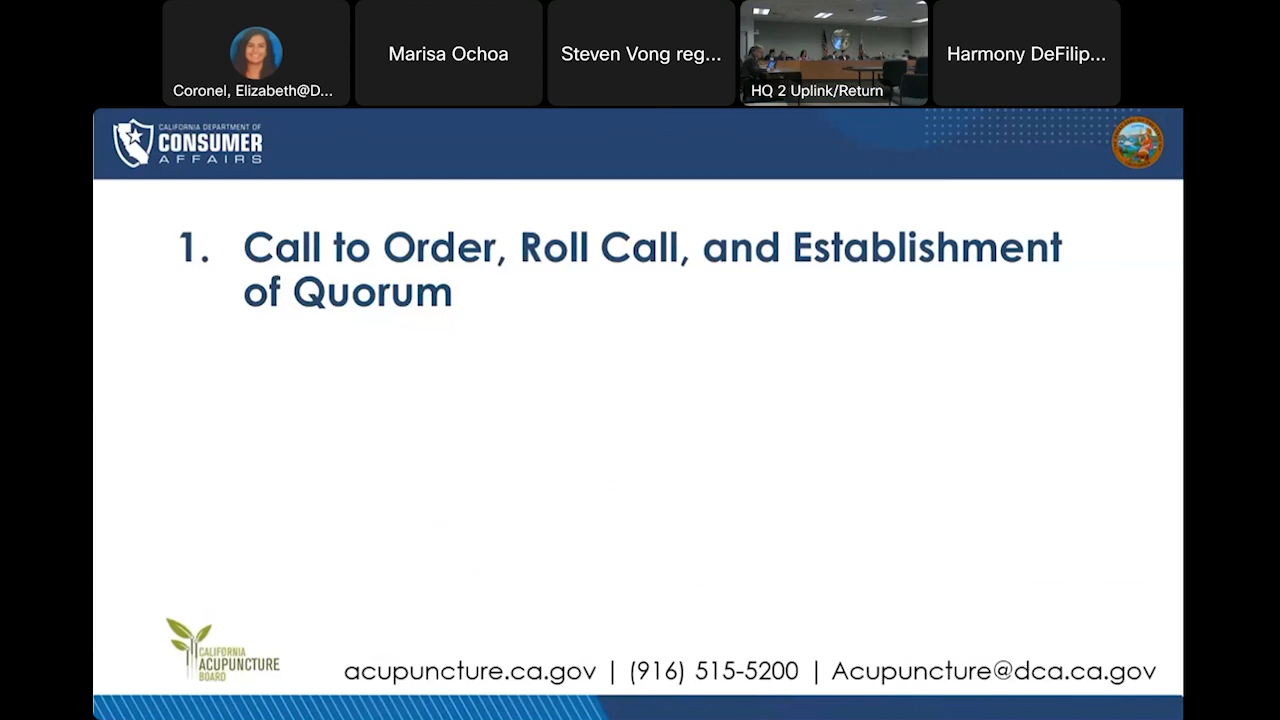 Coronel, Elizabeth@D...
Marisa Ochoa
Steven Vong reg...
HQ 2 Uplink/Return
Harmony DeFilip...
CALIFORNIA DEPARTMENT OF
CONSUMER
AFFAIRS
1. Call to Order, Roll Call, and Establishment
of Quorum
CALIFORNIA
ACUPUNCTURE
BOARD
acupuncture.ca.gov | (916) 515-5200 | Acupuncture@dca.ca.gov